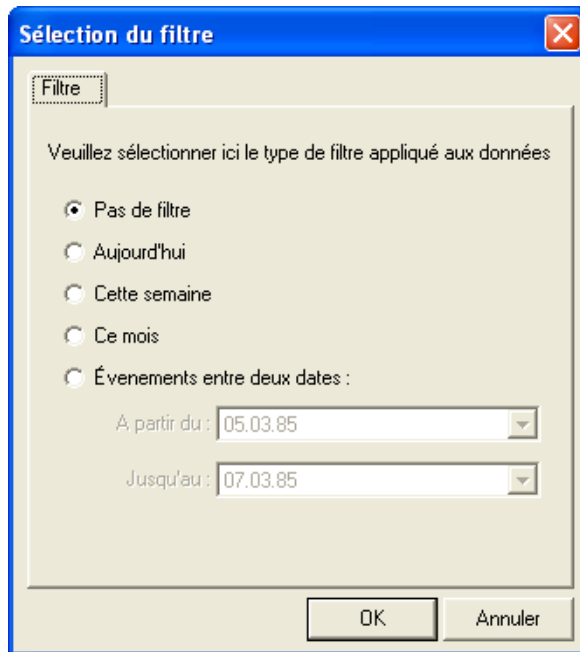 Sélection du filtre
Filtre
Veuillez sélectionner ici le type de filtre appliqué aux données
Pas de filtre
Aujourd'hui
Cette semaine
Ce mois
Évenements entre deux dates :
A partir du : 05.03.85
Jusqu'au : 07.03.85
OK Annuler